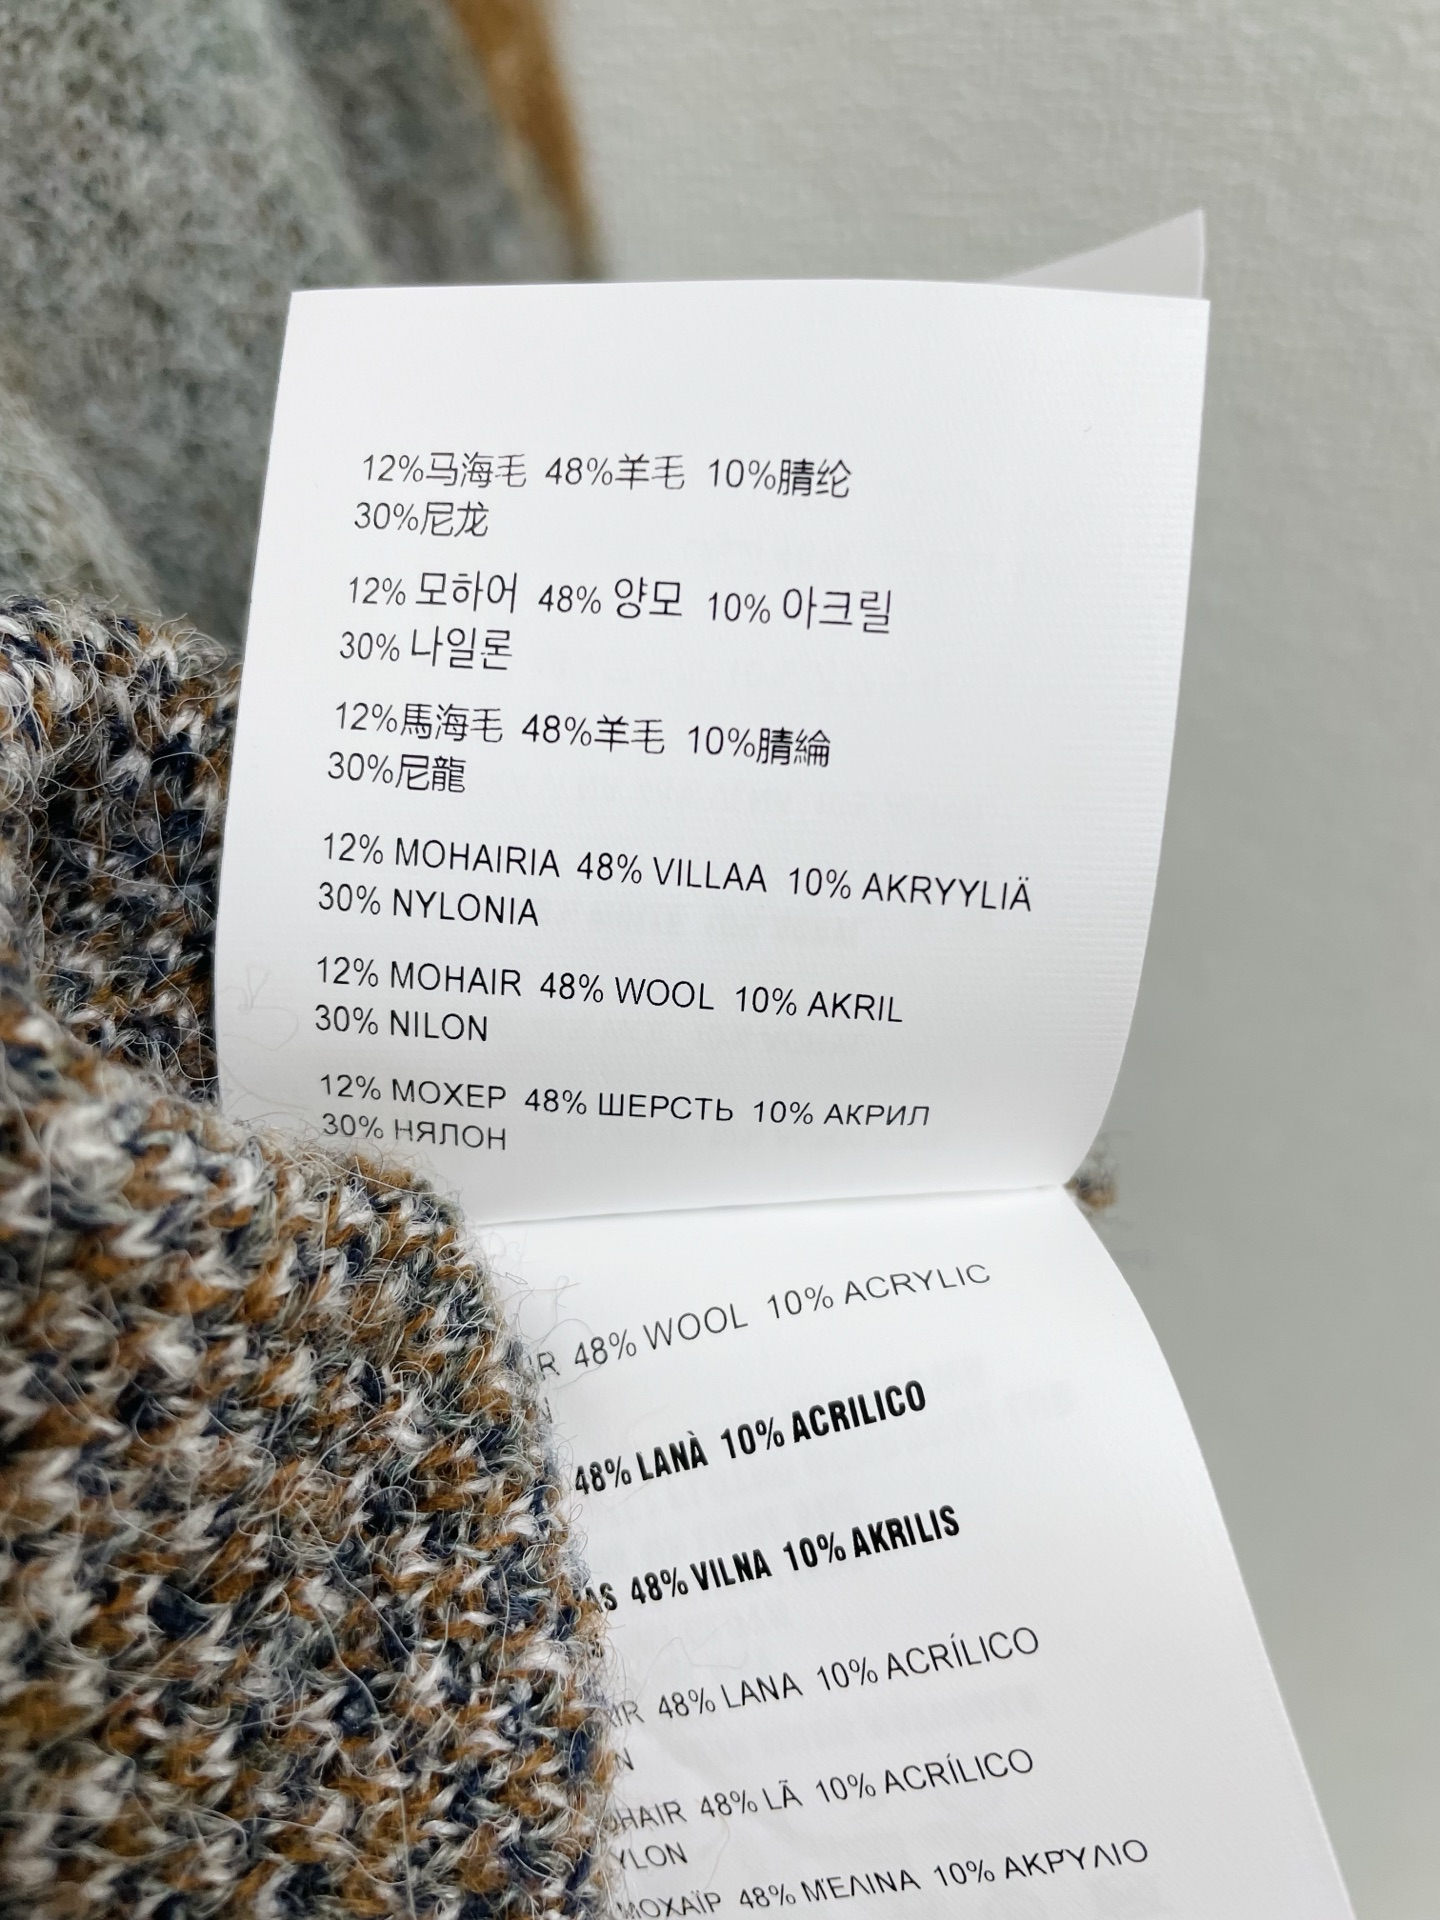 12%马海毛 48%羊毛 10%腈纶
30%尼龙
12% 모하어 48% 양모 10% 아크릴
30% 나일론
12%馬海毛 48%羊毛 10%腈綸
30%尼龍
12% MOHAIRIA 48% VILLAA 10% AKRYYLIÄ
30% NYLONIA
12% MOHAIR 48% WOOL 10% AKRIL
30% NILON
12% МОХЕР 48% ШЕРСТЬ 10% АКРИЛ
30% НЯЛОН
48% WOOL 10% ACRYLIC
48% LANÀ 10% ACRILICO
48% VILNA 10% AKRILIS
48% LANA 10% ACRÍLICO
48% LÃ 10% ACRÍLICO
ΜΟΧΑΪΡ 48% ΜΈΛΙΝΑ 10% ΑΚΡΎΛΙΟ